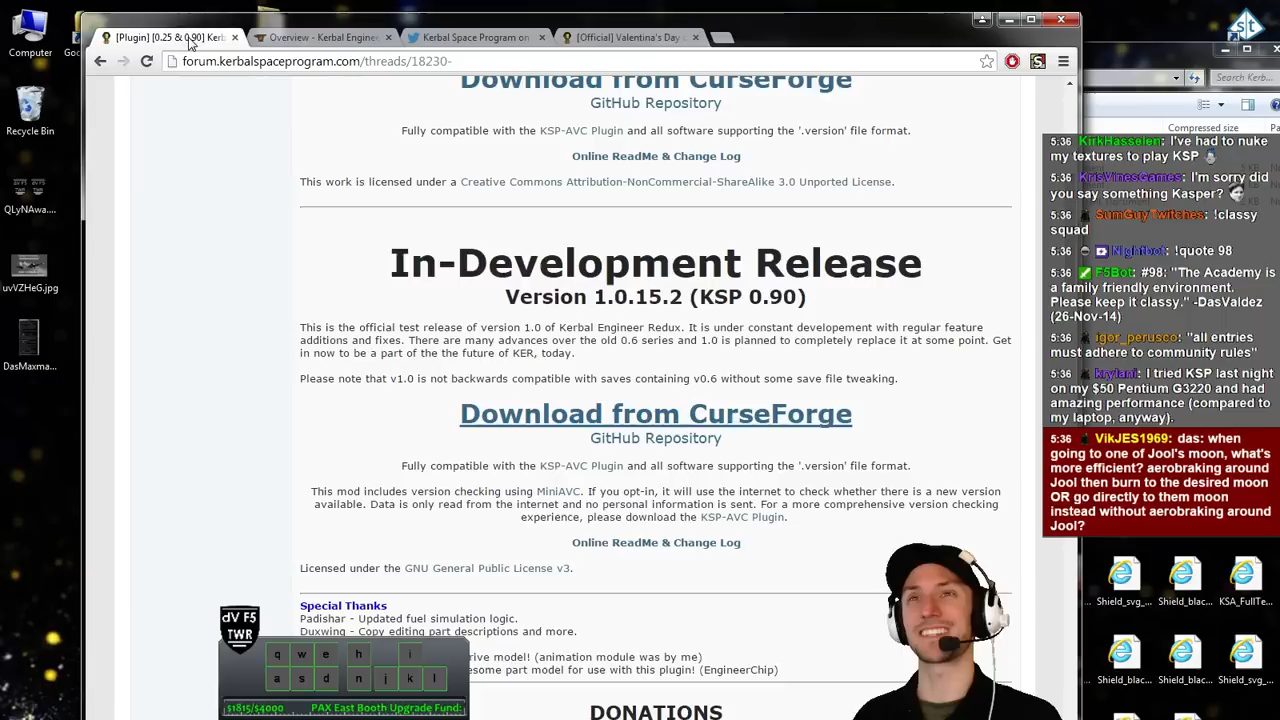 [Plugin] [0.25 & 0.90] Kerb
Overview - Kerbal Enginee
Kerbal Space Program on
[Official] Valentina's Day
forum.kerbalspaceprogram.com/threads/18230-
Search Kerb...
Compressed size
Computer
Recycle Bin
QLyNAwa....
uvVZHeG.jpg
DasMaxma...
Download from CurseForge
GitHub Repository
Fully compatible with the KSP-AVC Plugin and all software supporting the '.version' file format.
Online ReadMe & Change Log
This work is licensed under a Creative Commons Attribution-NonCommercial-ShareAlike 3.0 Unported License.
In-Development Release
Version 1.0.15.2 (KSP 0.90)
This is the official test release of version 1.0 of Kerbal Engineer Redux. It is under constant developement with regular feature
additions and fixes. There are many advances over the old 0.6 series and 1.0 is planned to completely replace it at some point. Get
in now to be a part of the the future of KER, today.
Please note that v1.0 is not backwards compatible with saves containing v0.6 without some save file tweaking.
Download from CurseForge
GitHub Repository
Fully compatible with the KSP-AVC Plugin and all software supporting the '.version' file format.
This mod includes version checking using MiniAVC. If you opt-in, it will use the internet to check whether there is a new version
available. Data is only read from the internet and no personal information is sent. For a more comprehensive version checking
experience, please download the KSP-AVC Plugin.
Online ReadMe & Change Log
Licensed under the GNU General Public License v3.
Special Thanks
Padishar - Updated fuel simulation logic.
Duxwing - Copy editing part descriptions and more.
rive model! (animation module was by me)
esome part model for use with this plugin! (EngineerChip)
DONATIONS
5:36 KirkHasselen: I've had to nuke
my textures to play KSP
5:36 KrisVinesGames: I'm sorry did
you say something Kasper?
5:36 SumGuyTwitches: !classy
squad
5:36 Nightbot: !quote 98
5:36 F5Bot: #98: "The Academy is
a family friendly environment.
Please keep it classy." -DasValdez
(26-Nov-14)
5:36 igor_perusco: "all entries
must adhere to community rules"
5:36 krylani: I tried KSP last night
on my $50 Pentium G3220 and had
amazing performance (compared to
my laptop, anyway).
5:36 VikJES1969: das: when
going to one of Jool's moon, what's
more efficient? aerobraking around
Jool then burn to the desired moon
OR go directly to them moon
instead without aerobraking around
Jool?
Shield_svg_... Shield_blac... KSA_FullTe...
Shield_blac... Shield_blac... Shield_svg_...
dV F5
TWR
q w e h i
a s d n j k l
$1815/$4000 PAX East Booth Upgrade Fund: